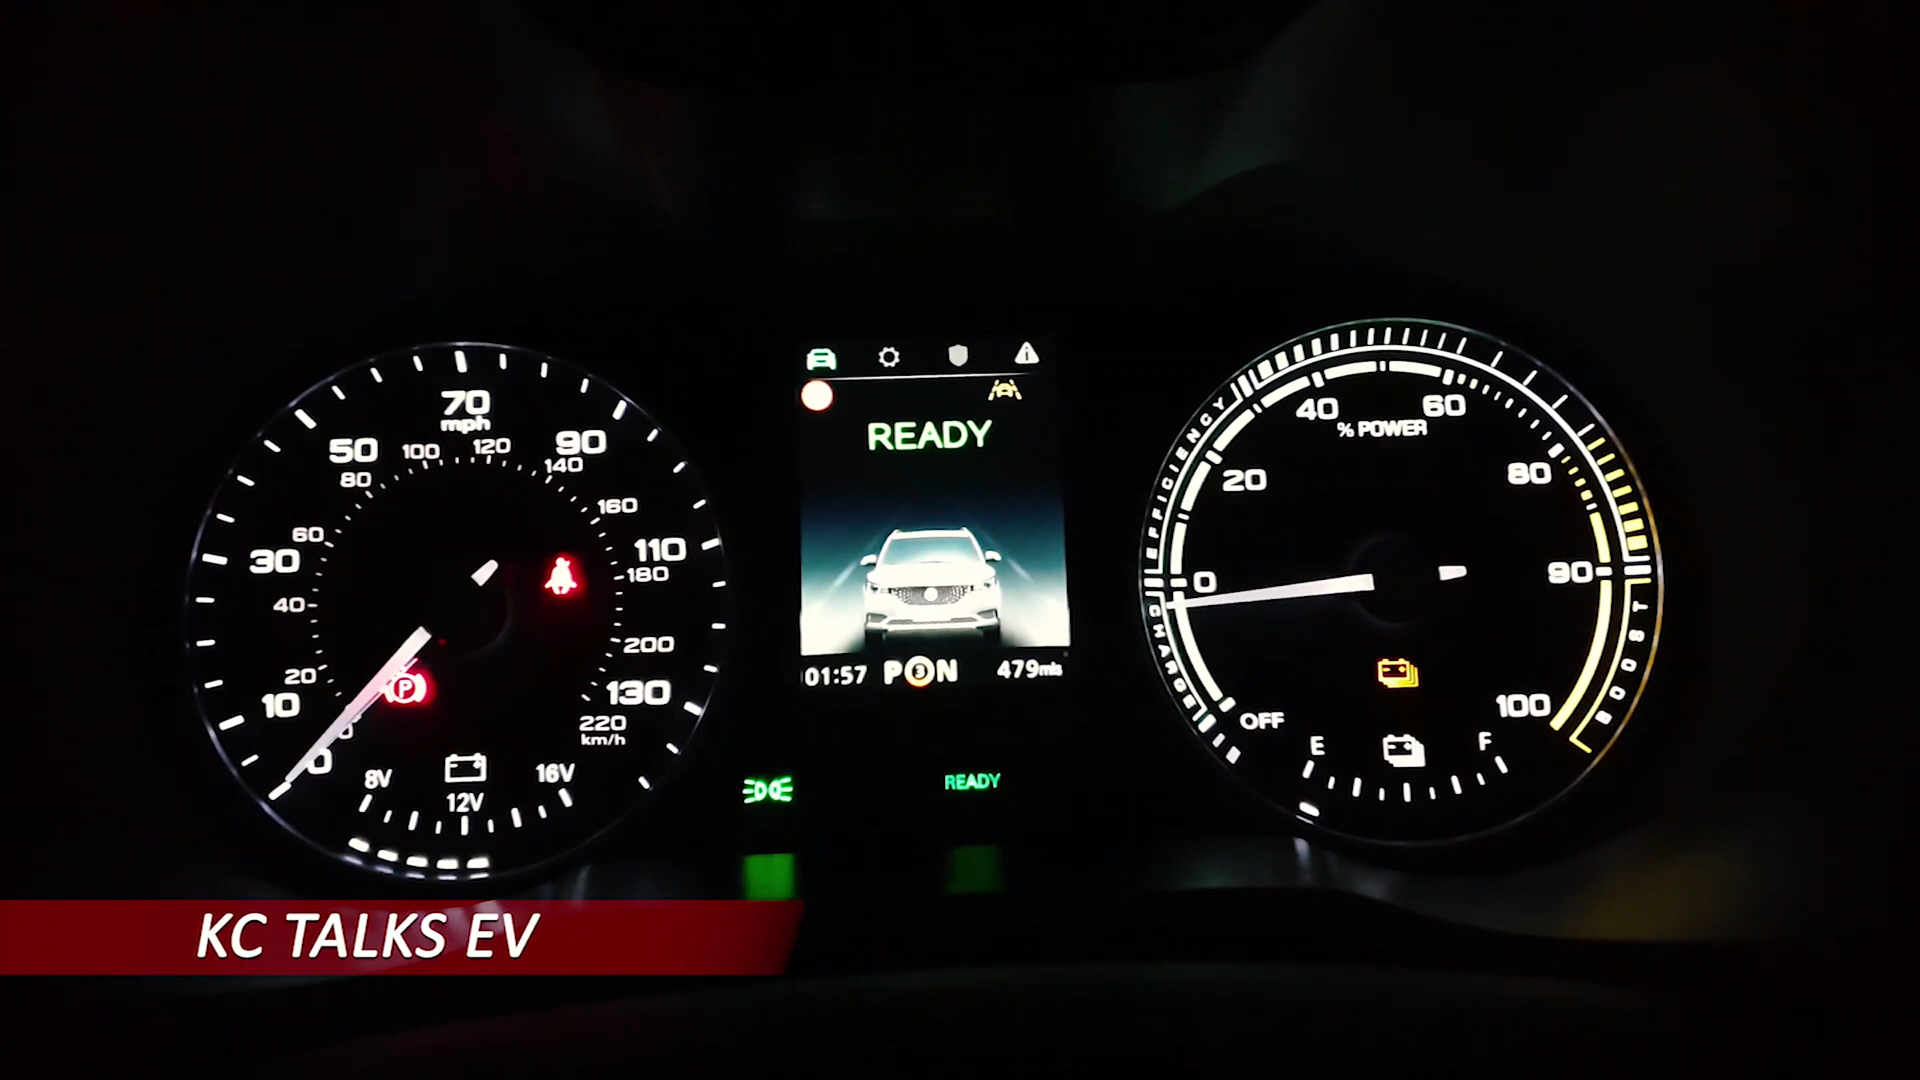 70
mph
50
90
100
120
80
140
60
160
30
110
180
40
200
20
10
130
0
0
220
km/h
8V
12V
16V
READY
01:57
P 3 N
479mls
READY
EFFICIENCY
CHARGE
BOOST
40
60
% POWER
20
80
0
90
100
OFF
E
F
P
KC TALKS EV